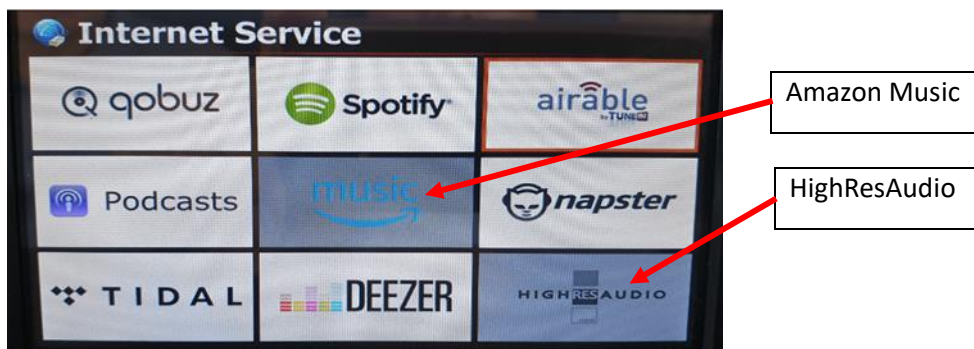 Internet Service
qobuz
Spotify
airable
by TUNE IN
Amazon Music
Podcasts
music
napster
HighResAudio
TIDAL
DEEZER
HIGHRESAUDIO